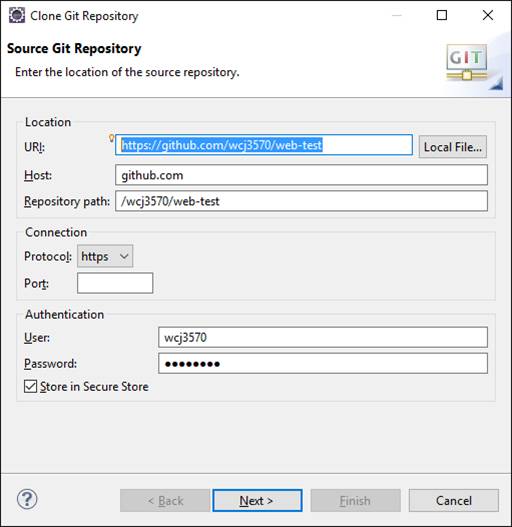 Clone Git Repository
Source Git Repository
Enter the location of the source repository.
GIT
Location
URI: https://github.com/wcj3570/web-test Local File...
Host: github.com
Repository path: /wcj3570/web-test
Connection
Protocol: https
Port:
Authentication
User: wcj3570
Password: ●●●●●●●●
Store in Secure Store
? < Back Next > Finish Cancel